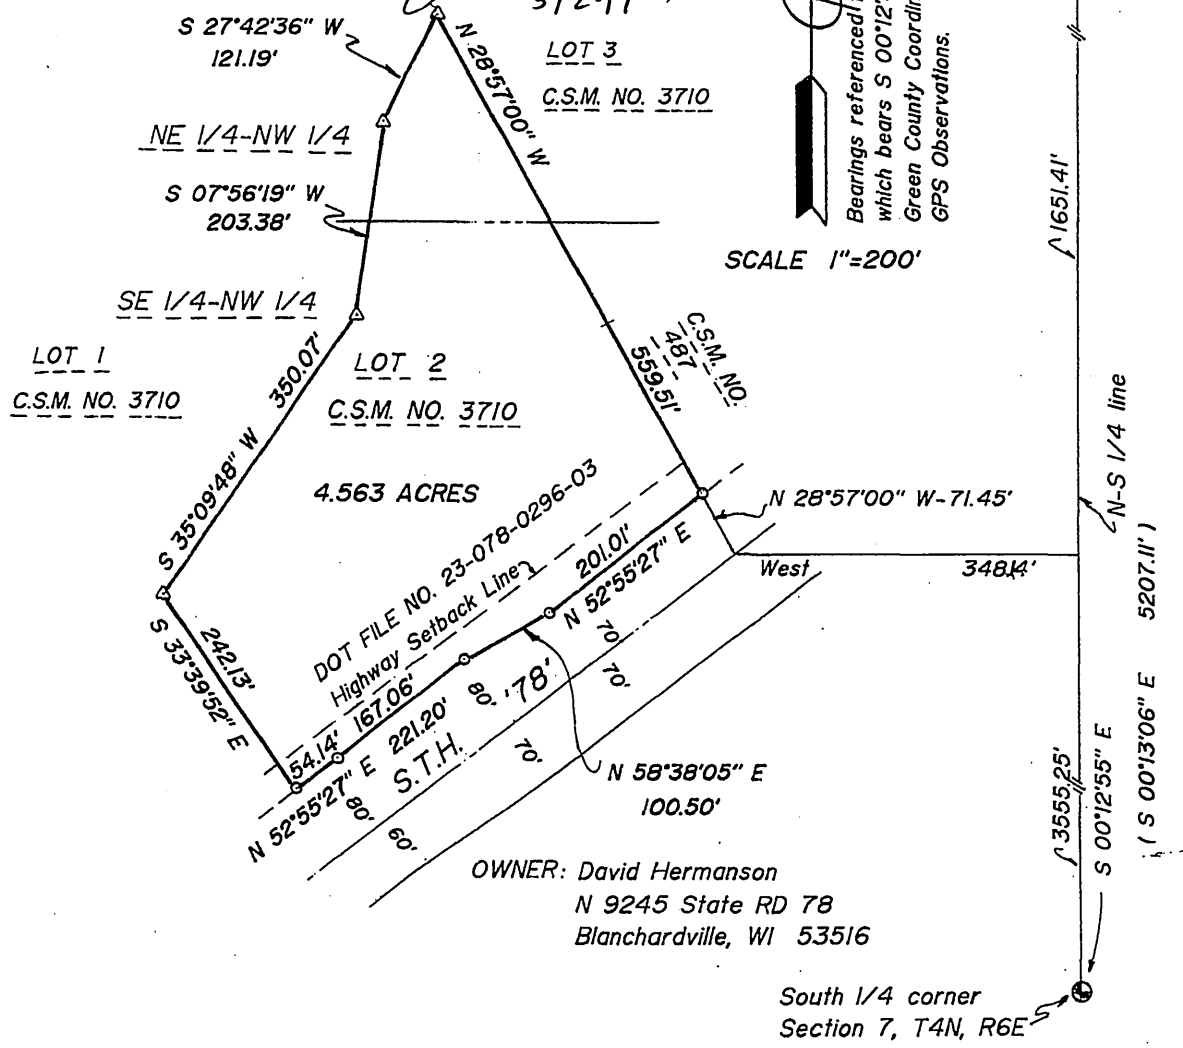 S 27°42'36" W
121.19'
N 28°57'00" W
LOT 3
C.S.M. NO. 3710
Bearings referenced
which bears S 00°12'
Green County Coordin
GPS Observations.
1651.41'
NE 1/4-NW 1/4
S 07°56'19" W
203.38'
SCALE 1"=200'
SE 1/4-NW 1/4
LOT 1
C.S.M. NO. 3710
350.07'
S 35°09'48" W
LOT 2
C.S.M. NO. 3710
4.563 ACRES
559.51'
C.S.M. NO.
487
N-S 1/4 line
N 28°57'00" W-71.45'
West
348.14'
DOT FILE NO. 23-078-0296-03
Highway Setback Line
201.01'
N 52°55'27" E
242.13'
S 33°39'52" E
54.14'
167.06'
N 52°55'27" E 221.20'
S.T.H. '78'
80'
70'
70'
70'
80'
60'
N 58°38'05" E
100.50'
3555.25'
S 00°12'55" E
( S 00°13'06" E 5207.11' )
OWNER: David Hermanson
N 9245 State RD 78
Blanchardville, WI 53516
South 1/4 corner
Section 7, T4N, R6E